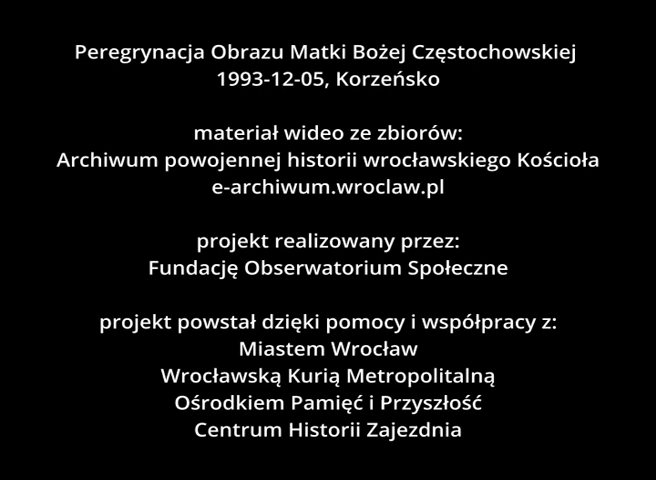 Peregrynacja Obrazu Matki Bożej Częstochowskiej
1993-12-05, Korzeńsko
materiał wideo ze zbiorów:
Archiwum powojennej historii wrocławskiego Kościoła
e-archiwum.wroclaw.pl
projekt realizowany przez:
Fundację Obserwatorium Społeczne
projekt powstał dzięki pomocy i współpracy z:
Miastem Wrocław
Wrocławską Kurią Metropolitalną
Ośrodkiem Pamięć i Przyszłość
Centrum Historii Zajezdnia